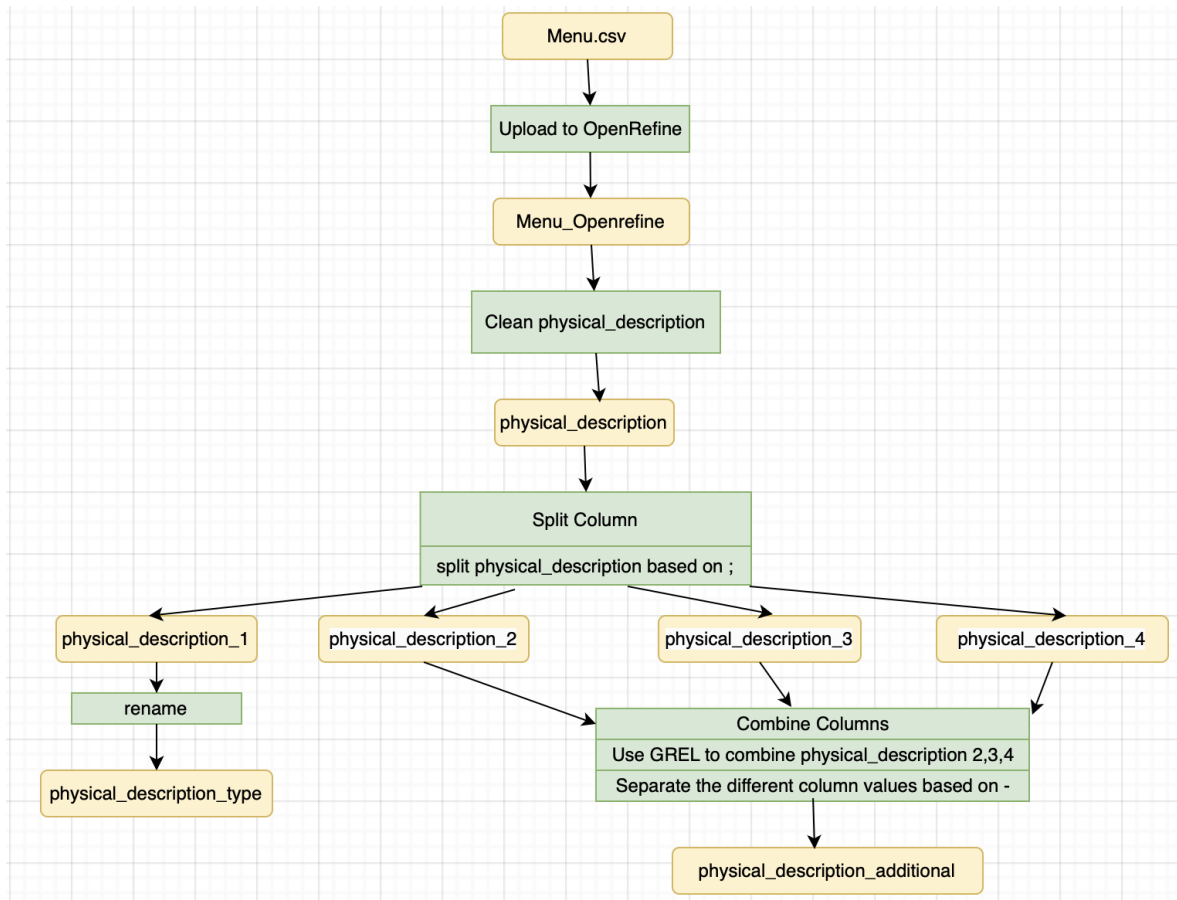 Menu.csv
Upload to OpenRefine
Menu_Openrefine
Clean physical_description
physical_description
Split Column
split physical_description based on ;
physical_description_1
physical_description_2
physical_description_3
physical_description_4
rename
Combine Columns
Use GREL to combine physical_description 2,3,4
Separate the different column values based on -
physical_description_type
physical_description_additional